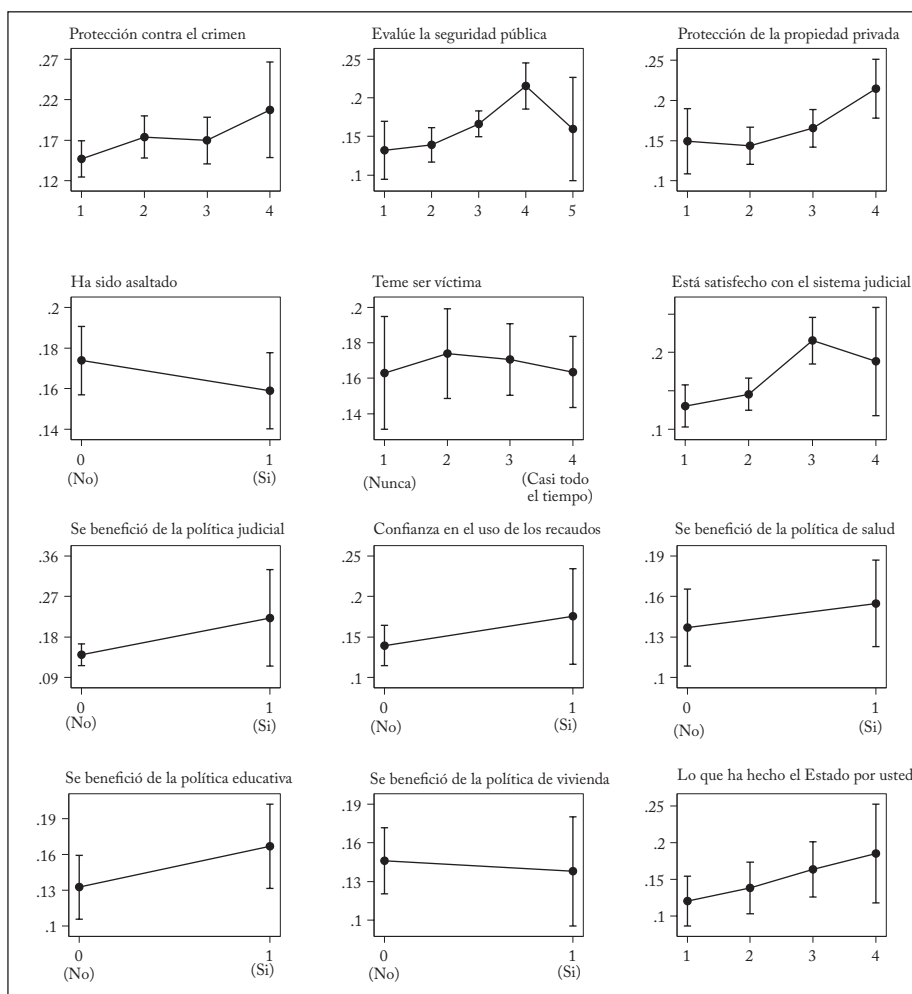 Protección contra el crimen
.27
.22
.17
.12
1 2 3 4
Evalúe la seguridad pública
.25
.2
.15
.1
1 2 3 4 5
Protección de la propiedad privada
.25
.2
.15
.1
1 2 3 4
Ha sido asaltado
.2
.18
.16
.14
0 1
(No) (Si)
Teme ser víctima
.2
.18
.16
.14
1 2 3 4
(Nunca) (Casi todo
el tiempo)
Está satisfecho con el sistema judicial
.2
.1
1 2 3 4
Se benefició de la política judicial
.36
.27
.18
.09
0 1
(No) (Si)
Confianza en el uso de los recaudos
.25
.2
.15
.1
0 1
(No) (Si)
Se benefició de la política de salud
.19
.16
.13
.1
0 1
(No) (Si)
Se benefició de la política educativa
.19
.16
.13
.1
0 1
(No) (Si)
Se benefició de la política de vivienda
.19
.16
.13
.1
0 1
(No) (Si)
Lo que ha hecho el Estado por usted
.25
.2
.15
.1
1 2 3 4